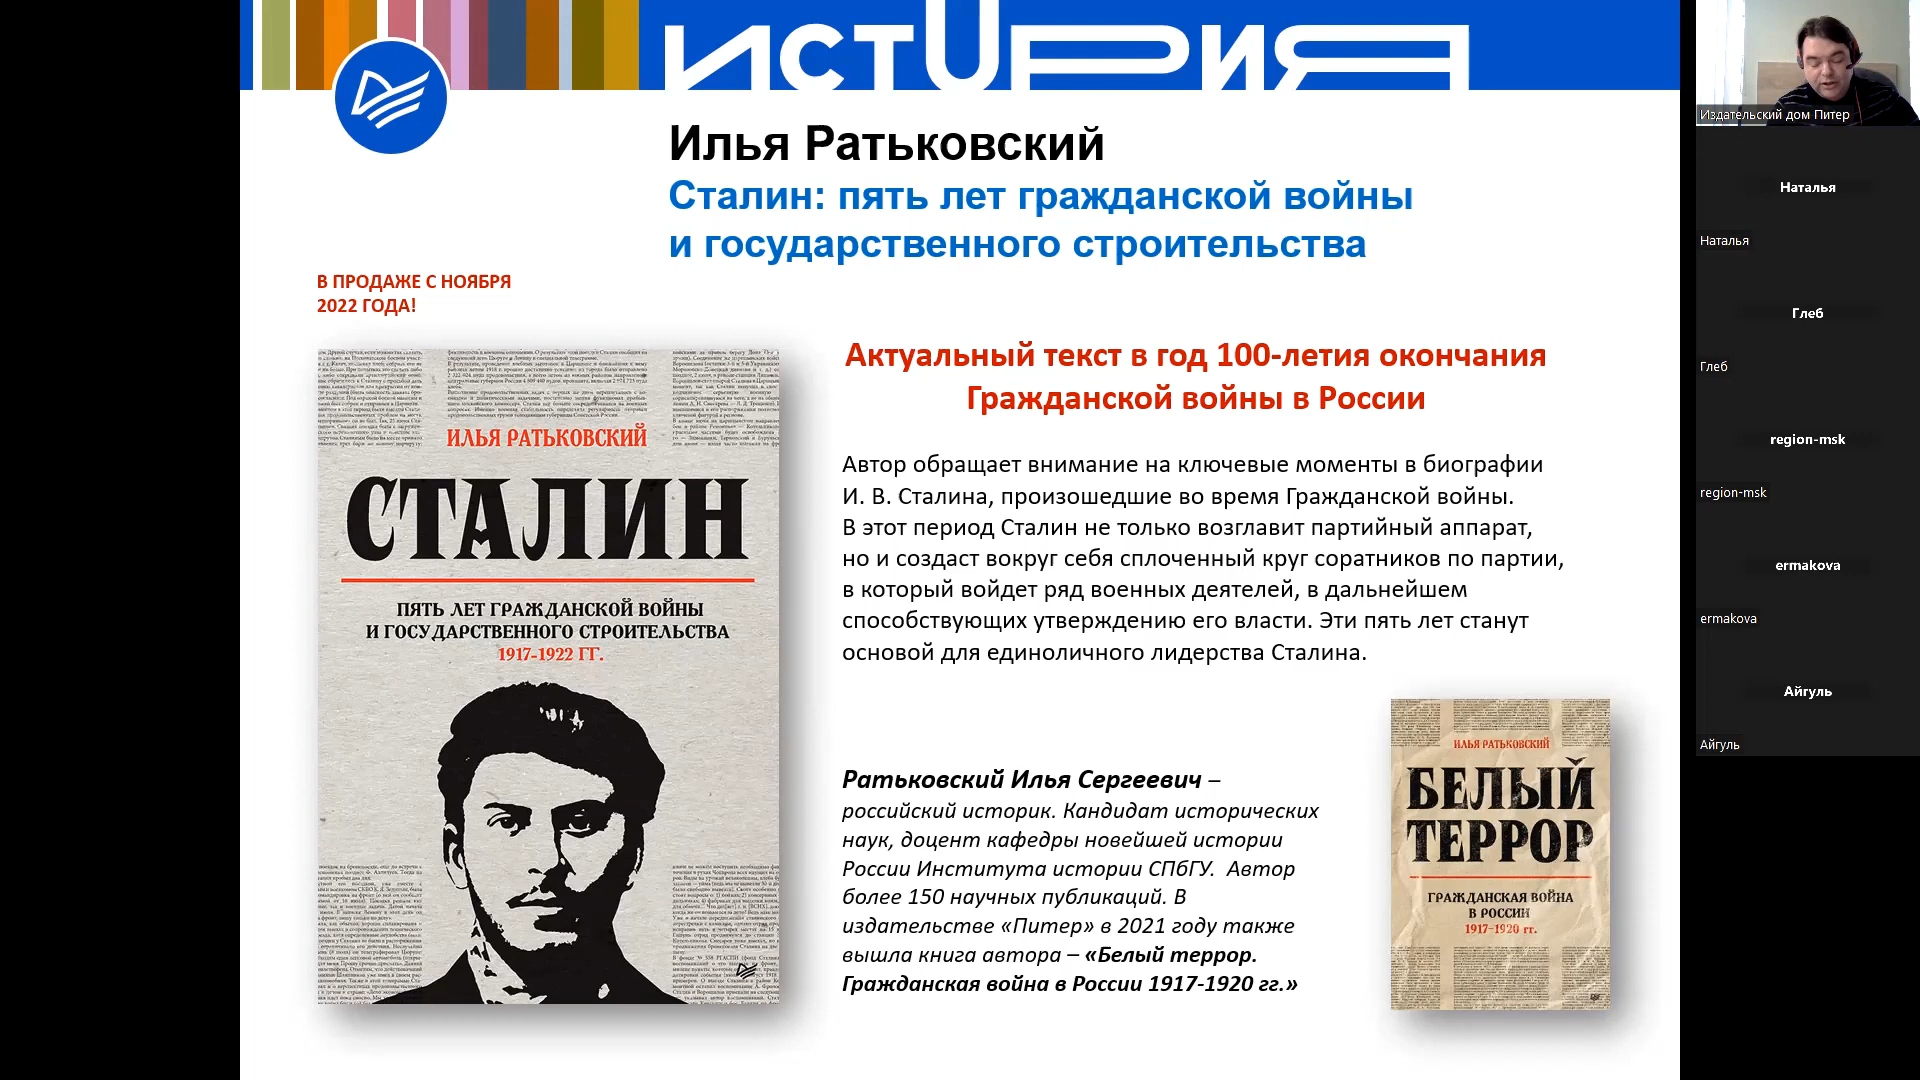 ИСТОРИЯ
Илья Ратьковский
Сталин: пять лет гражданской войны
и государственного строительства
В ПРОДАЖЕ С НОЯБРЯ
2022 ГОДА!
ИЛЬЯ РАТЬКОВСКИЙ
СТАЛИН
ПЯТЬ ЛЕТ ГРАЖДАНСКОЙ ВОЙНЫ
И ГОСУДАРСТВЕННОГО СТРОИТЕЛЬСТВА
1917-1922 ГГ.
Актуальный текст в год 100-летия окончания
Гражданской войны в России
Автор обращает внимание на ключевые моменты в биографии
И. В. Сталина, произошедшие во время Гражданской войны.
В этот период Сталин не только возглавит партийный аппарат,
но и создаст вокруг себя сплоченный круг соратников по партии,
в который войдет ряд военных деятелей, в дальнейшем
способствующих утверждению его власти. Эти пять лет станут
основой для единоличного лидерства Сталина.
Ратьковский Илья Сергеевич –
российский историк. Кандидат исторических
наук, доцент кафедры новейшей истории
России Института истории СПбГУ. Автор
более 150 научных публикаций. В
издательстве «Питер» в 2021 году также
вышла книга автора – «Белый террор.
Гражданская война в России 1917-1920 гг.»
ИЛЬЯ РАТЬКОВСКИЙ
БЕЛЫЙ
ТЕРРОР
ГРАЖДАНСКАЯ ВОЙНА
В РОССИИ
1917-1920 гг.
Издательский дом Питер
Наталья
Наталья
Глеб
Глеб
region-msk
region-msk
ermakova
ermakova
Айгуль
Айгуль